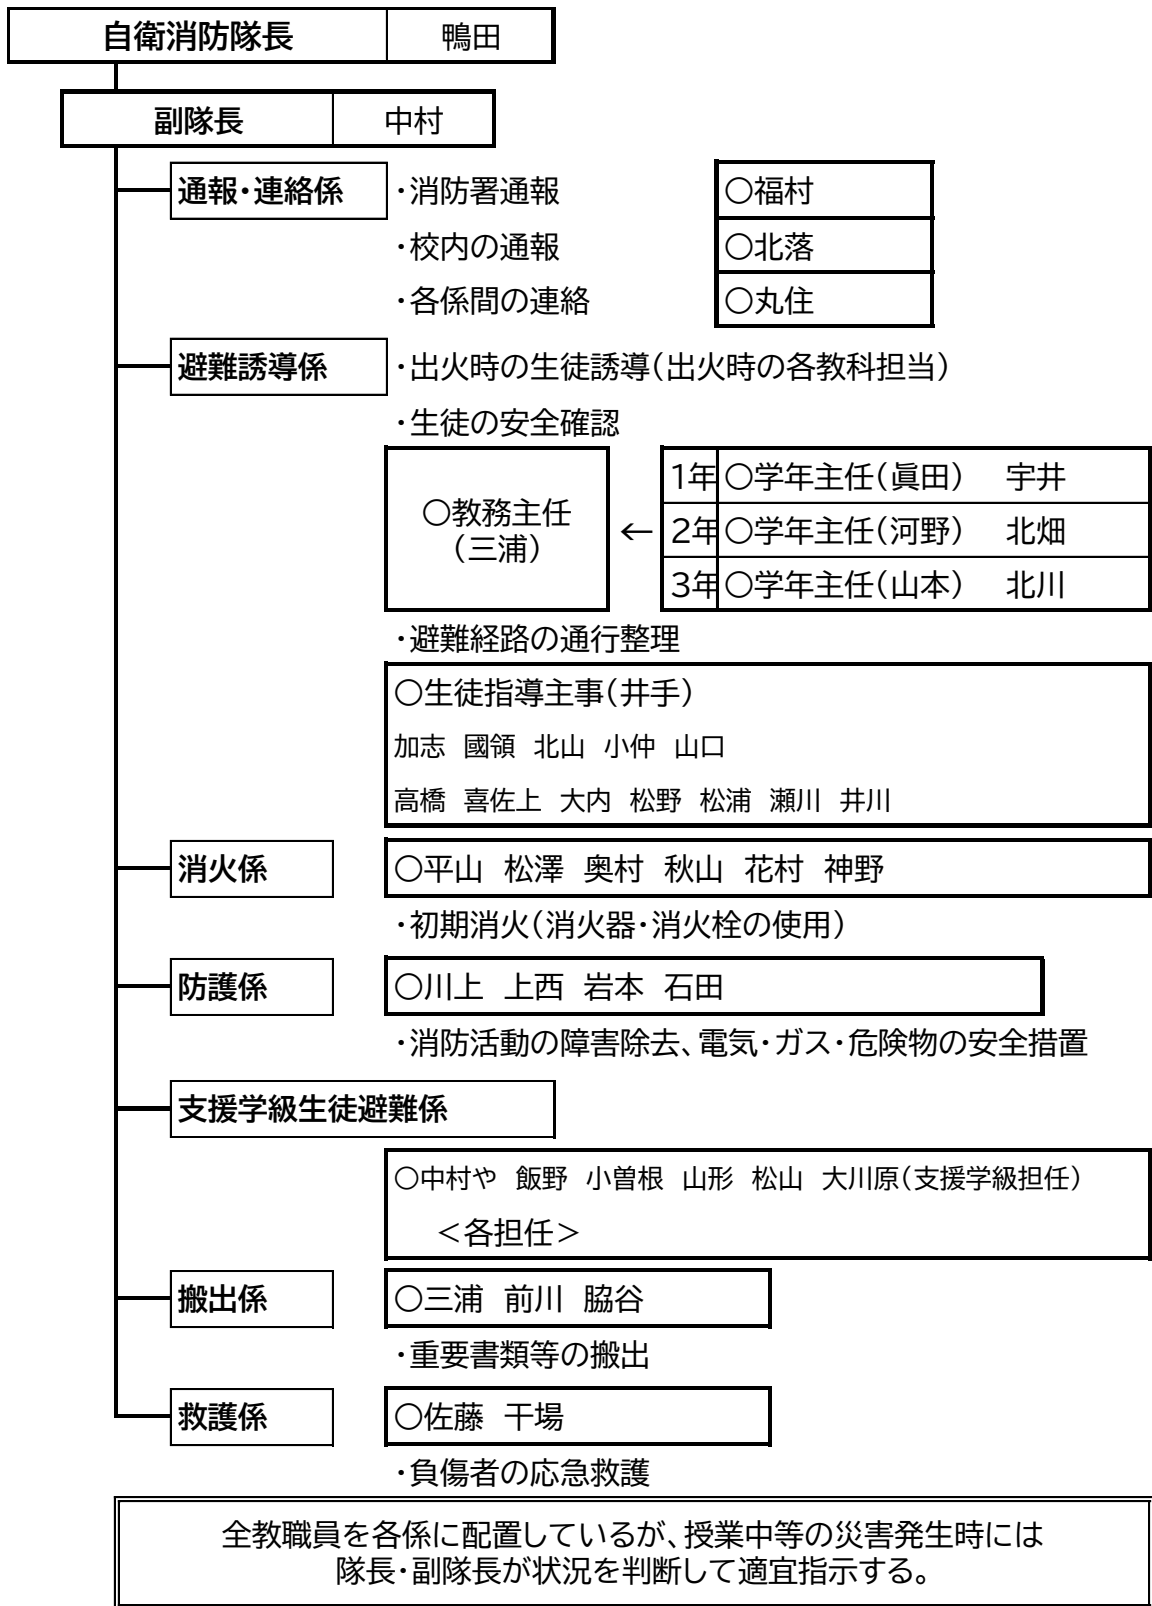 自衛消防隊長 鴨田
副隊長 中村
通報・連絡係 ・消防署通報 〇福村
・校内の通報 〇北落
・各係間の連絡 〇丸住
避難誘導係 ・出火時の生徒誘導(出火時の各教科担当)
・生徒の安全確認
〇教務主任
(三浦)
←
1年 〇学年主任(眞田) 宇井
2年 〇学年主任(河野) 北畑
3年 〇学年主任(山本) 北川
・避難経路の通行整理
〇生徒指導主事(井手)
加志 國領 北山 小仲 山口
高橋 喜佐上 大内 松野 松浦 瀬川 井川
消火係 〇平山 松澤 奥村 秋山 花村 神野
・初期消火(消火器・消火栓の使用)
防護係 〇川上 上西 岩本 石田
・消防活動の障害除去、電気・ガス・危険物の安全措置
支援学級生徒避難係
〇中村や 飯野 小曽根 山形 松山 大川原(支援学級担任)
<各担任>
搬出係 〇三浦 前川 脇谷
・重要書類等の搬出
救護係 〇佐藤 干場
・負傷者の応急救護
全教職員を各係に配置しているが、授業中等の災害発生時には
隊長・副隊長が状況を判断して適宜指示する。